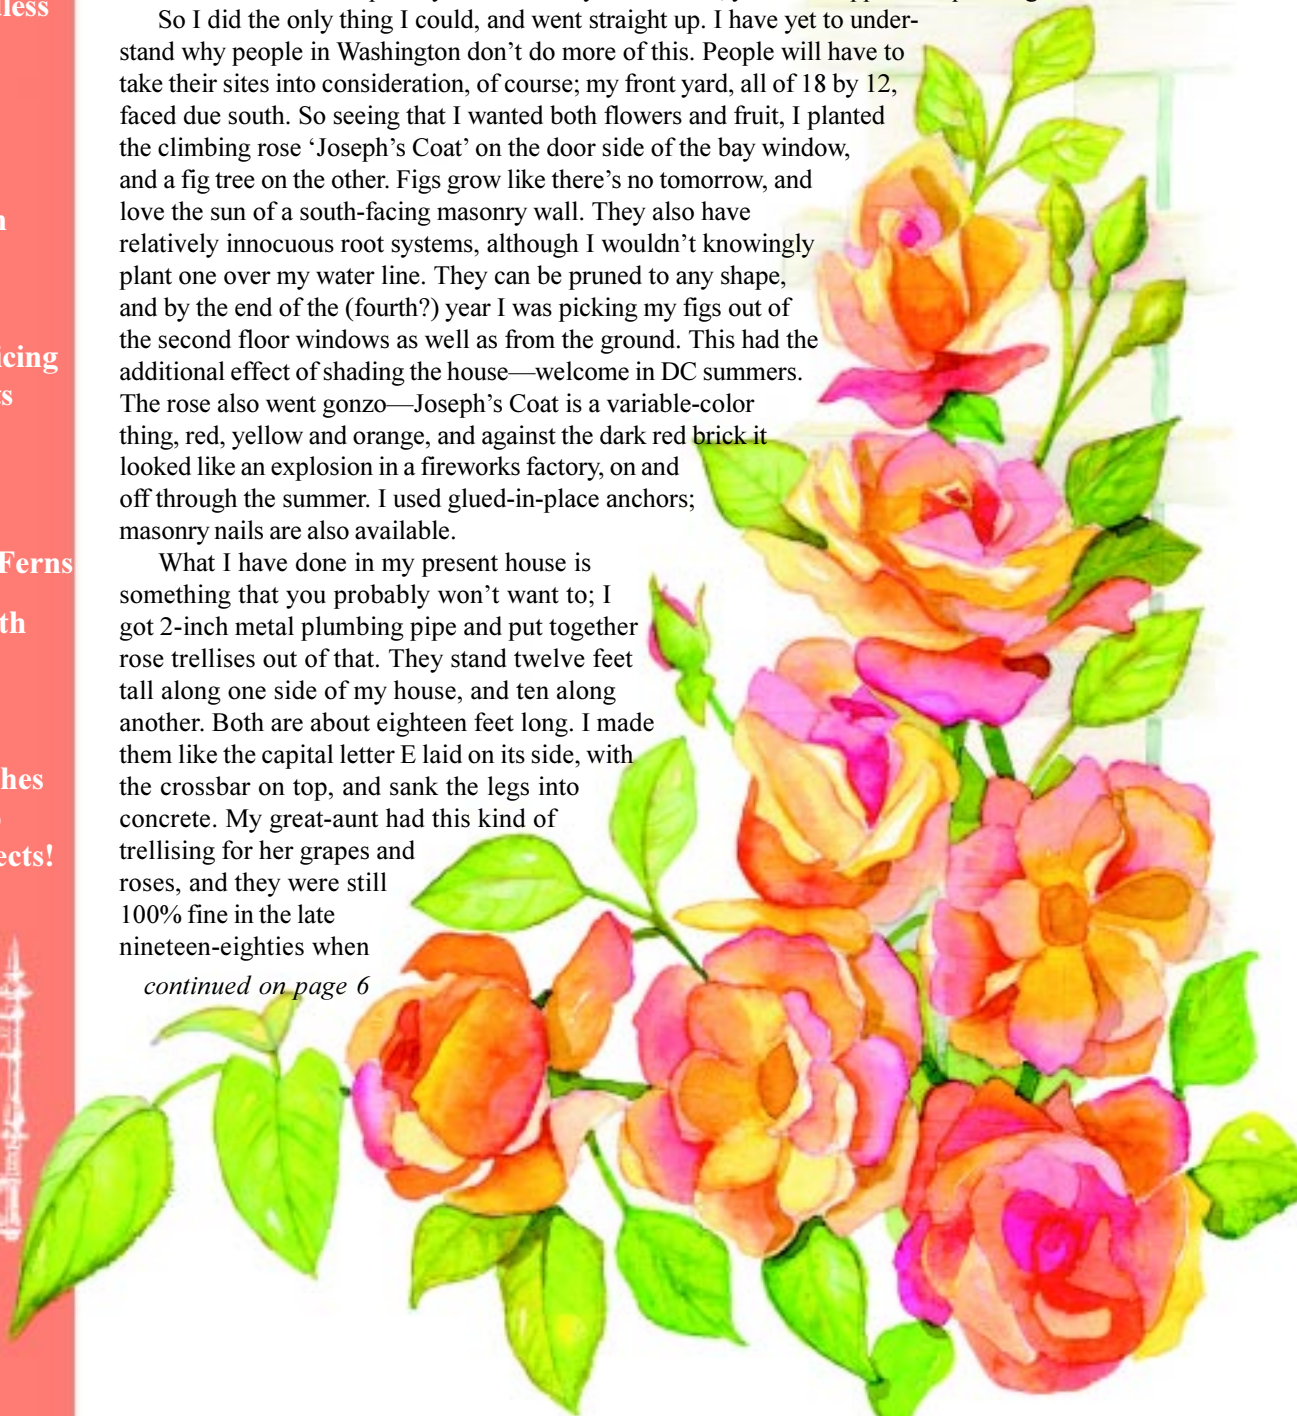 less
So I did the only thing I could, and went straight up. I have yet to under-
stand why people in Washington don’t do more of this. People will have to
take their sites into consideration, of course; my front yard, all of 18 by 12,
faced due south. So seeing that I wanted both flowers and fruit, I planted
the climbing rose ‘Joseph’s Coat’ on the door side of the bay window,
and a fig tree on the other. Figs grow like there’s no tomorrow, and
love the sun of a south-facing masonry wall. They also have
relatively innocuous root systems, although I wouldn’t knowingly
plant one over my water line. They can be pruned to any shape,
and by the end of the (fourth?) year I was picking my figs out of
the second floor windows as well as from the ground. This had the
additional effect of shading the house—welcome in DC summers.
The rose also went gonzo—Joseph’s Coat is a variable-color
thing, red, yellow and orange, and against the dark red brick it
looked like an explosion in a fireworks factory, on and
off through the summer. I used glued-in-place anchors;
masonry nails are also available.
What I have done in my present house is
something that you probably won’t want to; I
got 2-inch metal plumbing pipe and put together
rose trellises out of that. They stand twelve feet
tall along one side of my house, and ten along
another. Both are about eighteen feet long. I made
them like the capital letter E laid on its side, with
the crossbar on top, and sank the legs into
concrete. My great-aunt had this kind of
trellising for her grapes and
roses, and they were still
100% fine in the late
nineteen-eighties when
continued on page 6
icing
ts
Ferns
th
hes
ects!